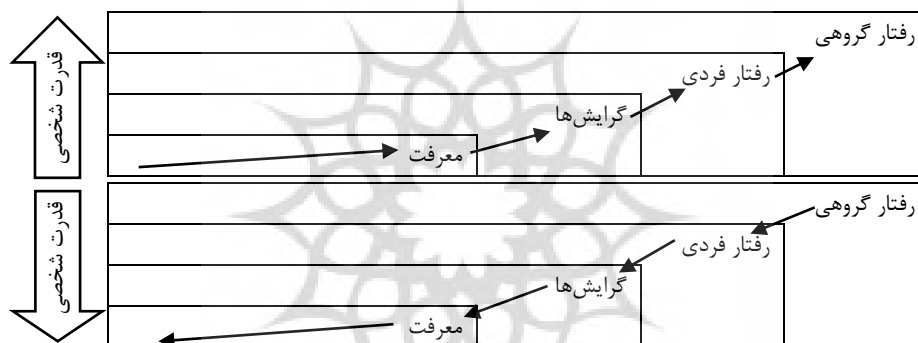 رفتار گروهی
رفتار فردی
گرایش‌ها
معرفت
قدرت شخصی
رفتار گروهی
رفتار فردی
گرایش‌ها
معرفت
قدرت شخصی